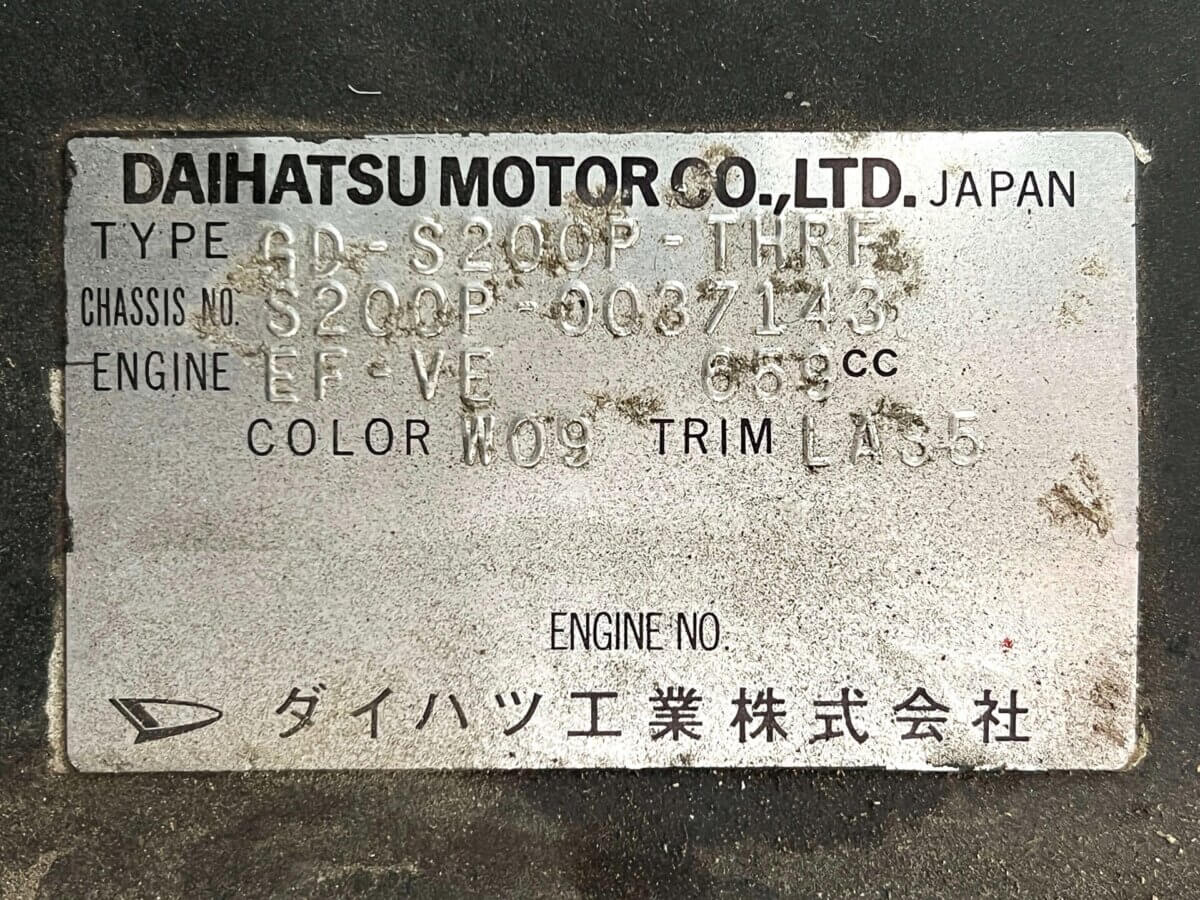 DAIHATSU MOTOR CO.,LTD. JAPAN
TYPE GD-S200P-THRF
CHASSIS NO. S200P-0037143
ENGINE EF-VE 659CC
COLOR W09 TRIM LA35
ENGINE NO.
ダイハツ工業株式会社